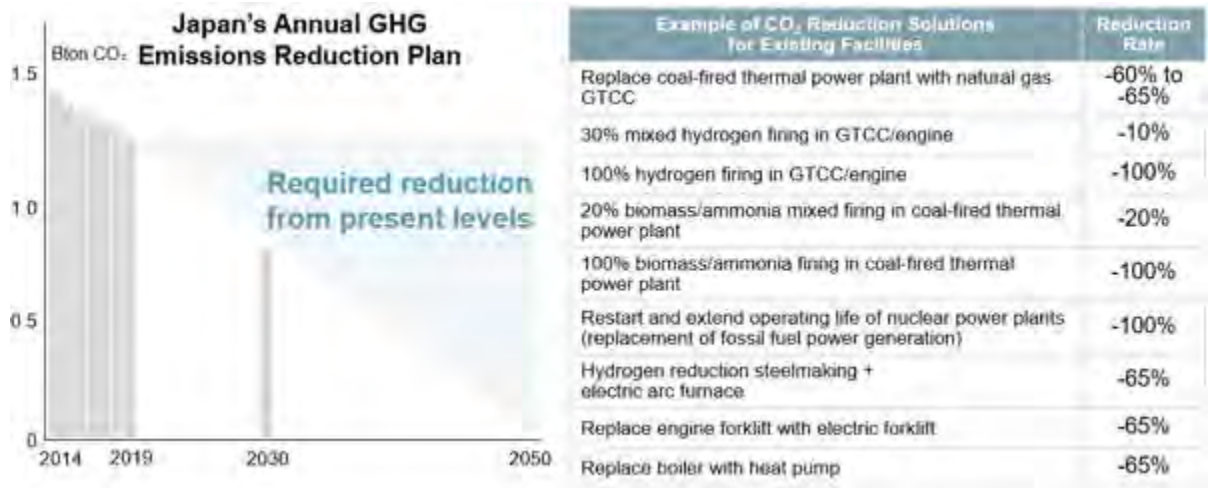 Japan's Annual GHG
Emissions Reduction Plan
Bton CO₂
1.5
1.0
0.5
0
2014
2019
2030
2050
Required reduction
from present levels
Example of CO₂ Reduction Solutions
for Existing Facilities
Reduction
Rate
Replace coal-fired thermal power plant with natural gas
GTCC
-60% to
-65%
30% mixed hydrogen firing in GTCC/engine
-10%
100% hydrogen firing in GTCC/engine
-100%
20% biomass/ammonia mixed firing in coal-fired thermal
power plant
-20%
100% biomass/ammonia firing in coal-fired thermal
power plant
-100%
Restart and extend operating life of nuclear power plants
(replacement of fossil fuel power generation)
-100%
Hydrogen reduction steelmaking +
electric arc furnace
-65%
Replace engine forklift with electric forklift
-65%
Replace boiler with heat pump
-65%